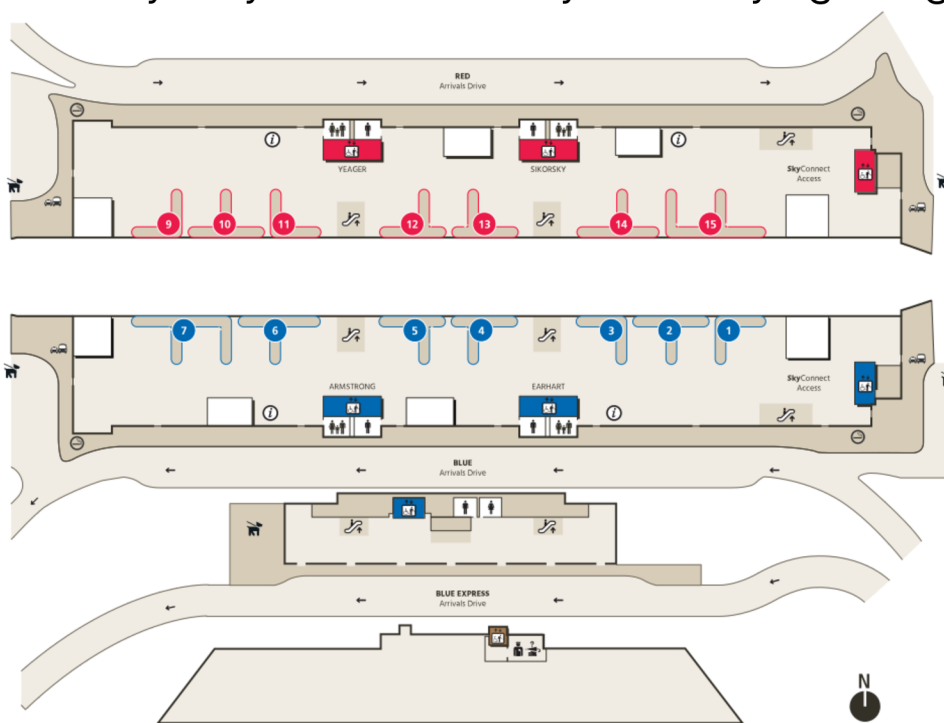 RED
Arrivals Drive
YEAGER
SIKORSKY
SkyConnect
Access
9
10
11
12
13
14
15
7
6
5
4
3
2
1
ARMSTRONG
EARHART
SkyConnect
Access
BLUE
Arrivals Drive
BLUE EXPRESS
Arrivals Drive
N